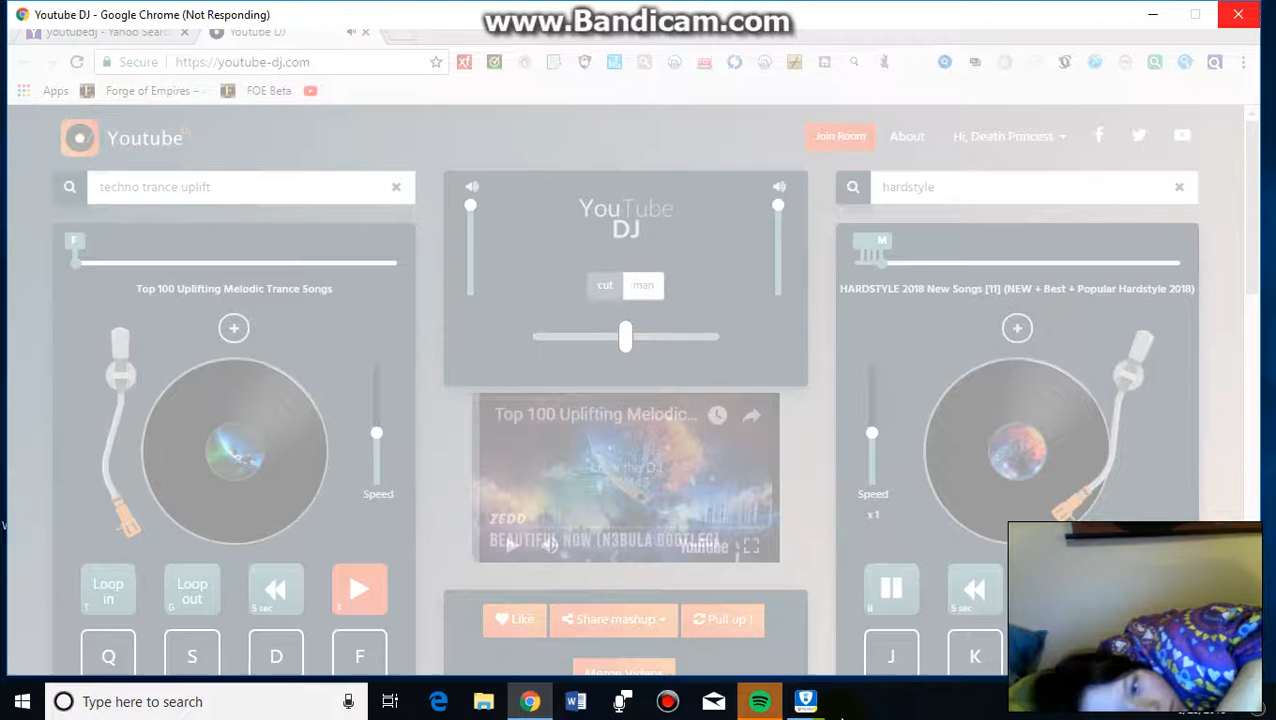 Youtube DJ - Google Chrome (Not Responding)
www.Bandicam.com
youtubedj - Yahoo Sear
Youtube DJ
Secure
https://youtube-dj.com
Apps
Forge of Empires –
FOE Beta
Youtube
Join Room
About
Hi, Death Princess
techno trance uplift
hardstyle
YouTube
DJ
F
M
cut
man
Top 100 Uplifting Melodic Trance Songs
HARDSTYLE 2018 New Songs [11] (NEW + Best + Popular Hardstyle 2018)
Top 100 Uplifting Melodic...
ZEDD
BEAUTIFUL NOW (N3BULA BOOTLEG)
YouTube
Speed
Speed
x1
Loop
in
T
Loop
out
G
5 sec
B
5 sec
Like
Share mashup
Pull up !
Q
S
D
F
J
K
Merge Videos
Type here to search